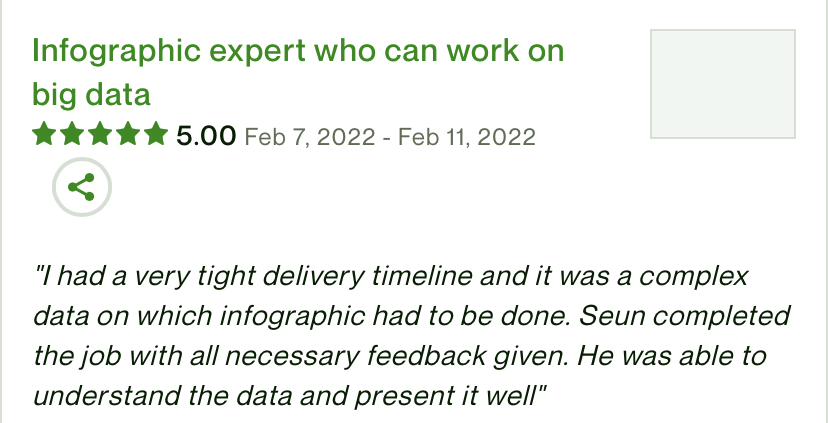 Infographic expert who can work on
big data
5.00 Feb 7, 2022 - Feb 11, 2022
"I had a very tight delivery timeline and it was a complex
data on which infographic had to be done. Seun completed
the job with all necessary feedback given. He was able to
understand the data and present it well"